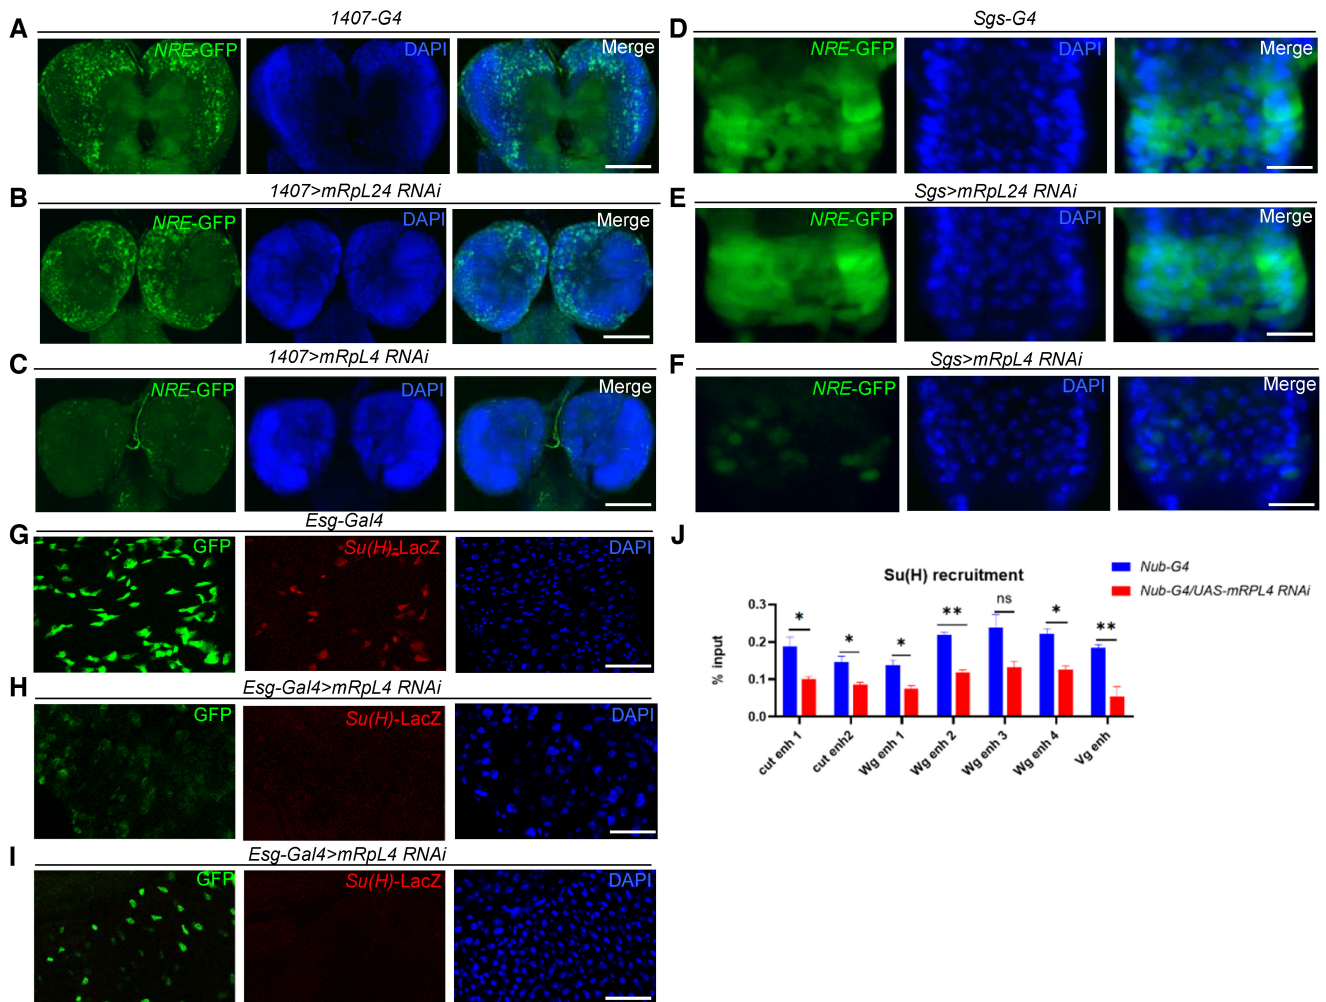 A
1407-G4
NRE-GFP
DAPI
Merge
B
1407>mRpL24 RNAi
NRE-GFP
DAPI
Merge
C
1407>mRpL4 RNAi
NRE-GFP
DAPI
Merge
D
Sgs-G4
NRE-GFP
DAPI
Merge
E
Sgs>mRpL24 RNAi
NRE-GFP
DAPI
Merge
F
Sgs>mRpL4 RNAi
NRE-GFP
DAPI
Merge
G
Esg-Gal4
GFP
Su(H)-LacZ
DAPI
H
Esg-Gal4>mRpL4 RNAi
GFP
Su(H)-LacZ
DAPI
I
Esg-Gal4>mRpL4 RNAi
GFP
Su(H)-LacZ
DAPI
J
Su(H) recruitment
Nub-G4
Nub-G4/UAS-mRPL4 RNAi
% input
0.3
0.2
0.1
0.0
*
*
*
**
ns
*
**
cut enh 1
cut enh2
Wg enh 1
Wg enh 2
Wg enh 3
Wg enh 4
Vg enh